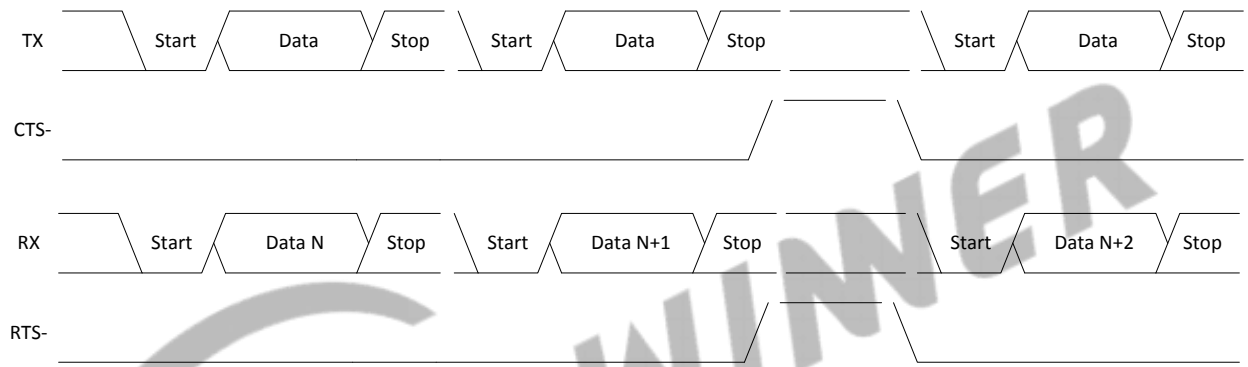 TX Start Data Stop Start Data Stop Start Data Stop
CTS-
RX Start Data N Stop Start Data N+1 Stop Start Data N+2 Stop
RTS-
WINNER